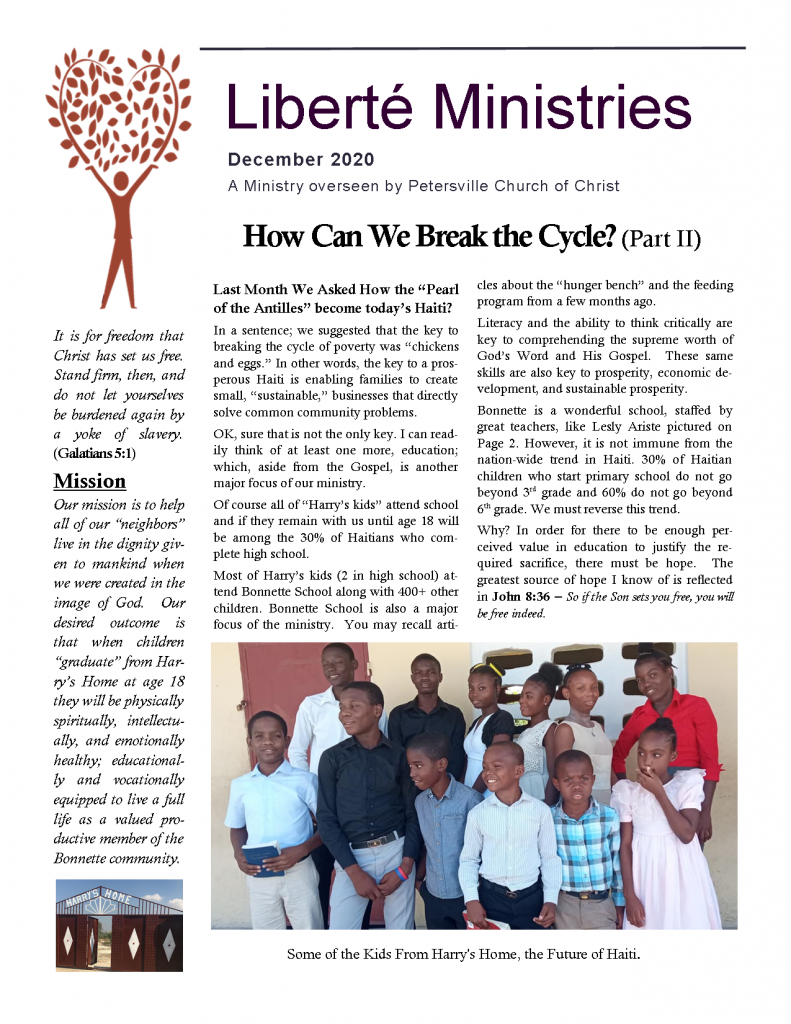 Liberté Ministries
December 2020
A Ministry overseen by Petersville Church of Christ
How Can We Break the Cycle? (Part II)
It is for freedom that
Christ has set us free.
Stand firm, then, and
do not let yourselves
be burdened again by
a yoke of slavery.
(Galatians 5:1)
Mission
Our mission is to help
all of our “neighbors”
live in the dignity giv-
en to mankind when
we were created in the
image of God. Our
desired outcome is
that when children
“graduate” from Har-
ry’s Home at age 18
they will be physically
spiritually, intellectu-
ally, and emotionally
healthy; educational-
ly and vocationally
equipped to live a full
life as a valued pro-
ductive member of the
Bonnette community.
HARRY'S HOME
Last Month We Asked How the “Pearl
of the Antilles” become today’s Haiti?
In a sentence; we suggested that the key to
breaking the cycle of poverty was “chickens
and eggs.” In other words, the key to a pros-
perous Haiti is enabling families to create
small, “sustainable,” businesses that directly
solve common community problems.
OK, sure that is not the only key. I can read-
ily think of at least one more, education;
which, aside from the Gospel, is another
major focus of our ministry.
Of course all of “Harry’s kids” attend school
and if they remain with us until age 18 will
be among the 30% of Haitians who com-
plete high school.
Most of Harry’s kids (2 in high school) at-
tend Bonnette School along with 400+ other
children. Bonnette School is also a major
focus of the ministry. You may recall arti-
cles about the “hunger bench” and the feeding
program from a few months ago.
Literacy and the ability to think critically are
key to comprehending the supreme worth of
God’s Word and His Gospel. These same
skills are also key to prosperity, economic de-
velopment, and sustainable prosperity.
Bonnette is a wonderful school, staffed by
great teachers, like Lesly Ariste pictured on
Page 2. However, it is not immune from the
nation-wide trend in Haiti. 30% of Haitian
children who start primary school do not go
beyond 3rd grade and 60% do not go beyond
6th grade. We must reverse this trend.
Why? In order for there to be enough per-
ceived value in education to justify the re-
quired sacrifice, there must be hope. The
greatest source of hope I know of is reflected
in John 8:36 – So if the Son sets you free, you will
be free indeed.
Some of the Kids From Harry's Home, the Future of Haiti.